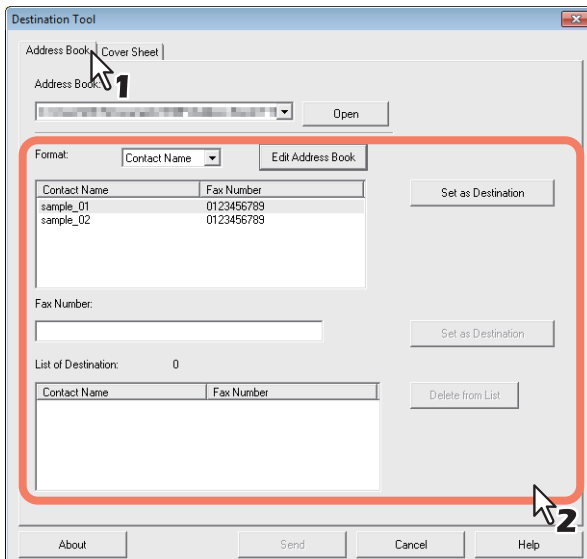 Destination Tool
Address Book Cover Sheet
1
Address Book:
Open
Format: Contact Name Edit Address Book
Contact Name Fax Number
sample_01 0123456789
sample_02 0123456789
Set as Destination
Fax Number:
Set as Destination
List of Destination: 0
Contact Name Fax Number
Delete from List
2
About Send Cancel Help